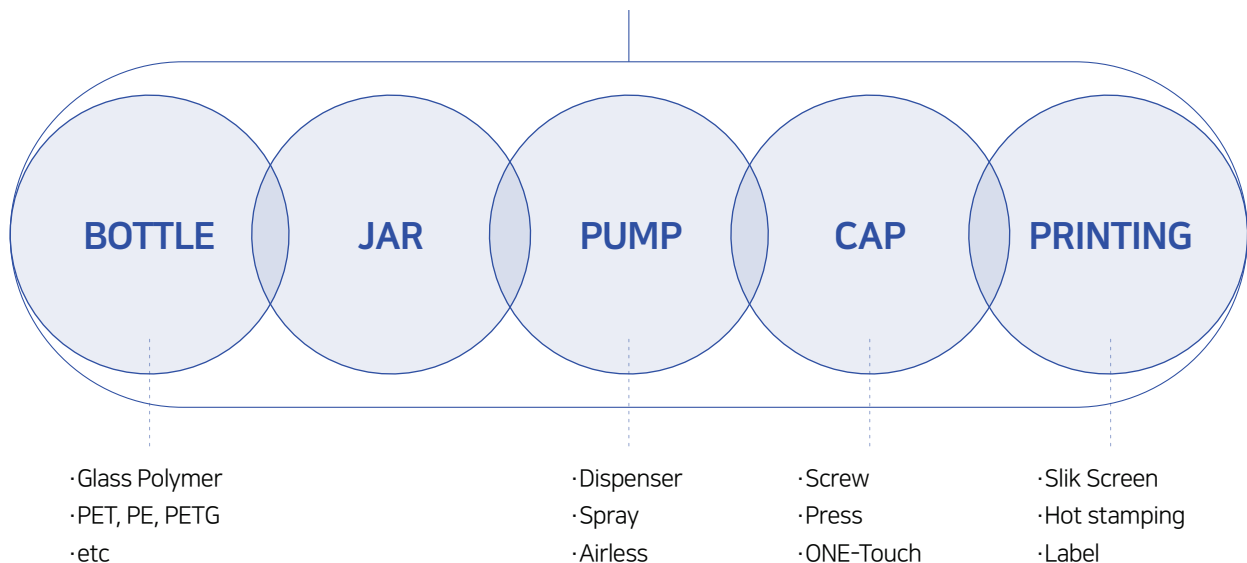 BOTTLE
JAR
PUMP
CAP
PRINTING
·Glass Polymer
·PET, PE, PETG
·etc
·Dispenser
·Spray
·Airless
·Screw
·Press
·ONE-Touch
·Slik Screen
·Hot stamping
·Label